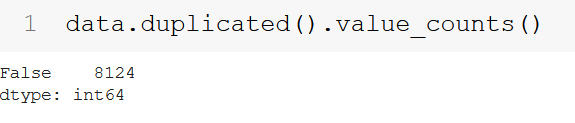 1 data.duplicated().value_counts()
False    8124
dtype: int64